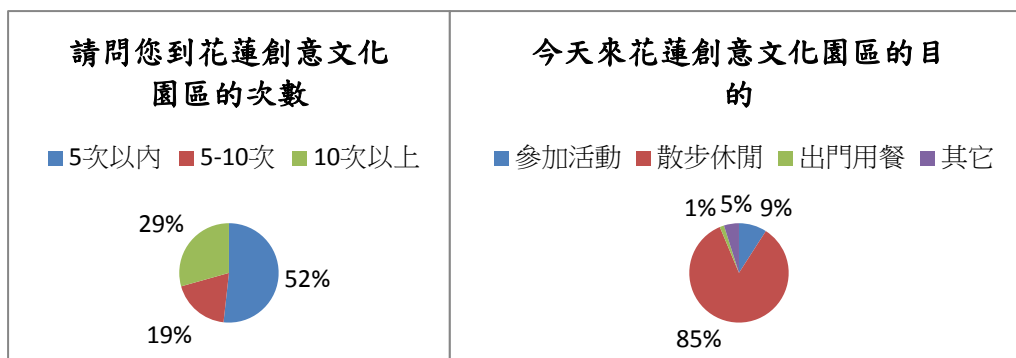 請問您到花蓮創意文化
園區的次數
5次以內 5-10次 10次以上
29%
52%
19%
今天來花蓮創意文化園區的目
的
參加活動 散步休閒 出門用餐 其它
1% 5% 9%
85%